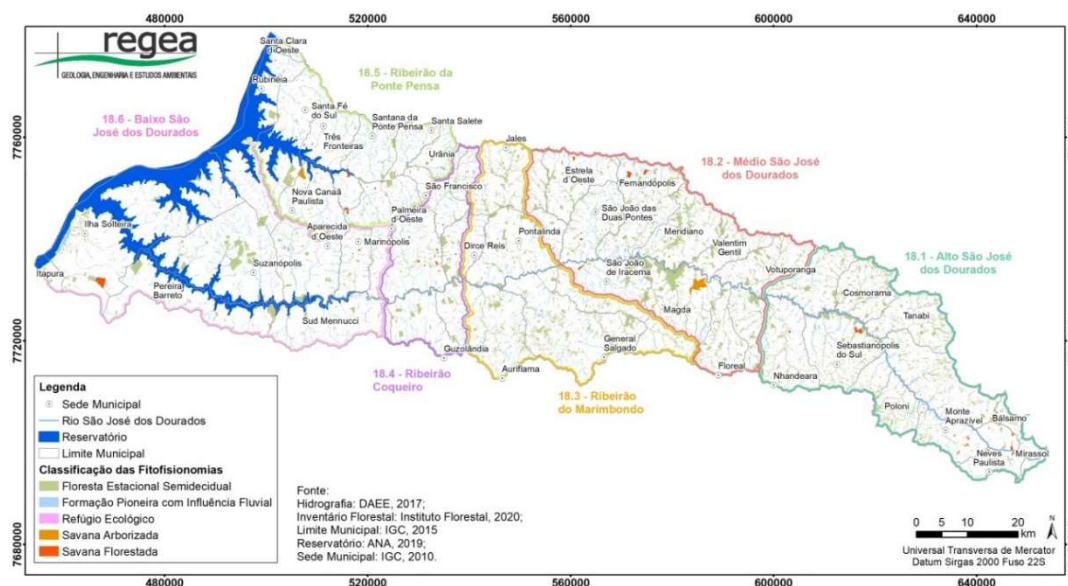 480000
520000
560000
600000
640000
regea
GEOLOGIA, ENGENHARIA E ESTUDOS AMBIENTAIS
7760000
7720000
7680000
18.5 - Ribeirão da
Ponte Pensa
18.6 - Baixo São
José dos Dourados
18.2 - Médio São José
dos Dourados
18.1 - Alto São José
dos Dourados
18.4 - Ribeirão
Coqueiro
18.3 - Ribeirão
do Marimbondo
Santa Clara
d'Oeste
Rubinéia
Santa Fé
do Sul
Três
Fronteiras
Santana da
Ponte Pensa
Santa Salete
Urânia
Jales
Estrela
d'Oeste
Fernandópolis
São Francisco
Nova Canaã
Paulista
Palmeira
d'Oeste
São João das
Duas Pontes
Aparecida
d'Oeste
Marinópolis
Dirce Reis
Pontalinda
Meridiano
Valentim
Gentil
Ilha Solteira
Suzanópolis
São João
de Iracema
Votuporanga
Itapura
Pereira
Barreto
Cosmorama
Tanabi
Magda
Sud Mennucci
Sebastianópolis
do Sul
Guzolândia
General
Salgado
Auriflama
Floreal
Nhandeara
Poloni
Monte
Aprazível
Bálsamo
Neves
Paulista
Mirassol
Legenda
Sede Municipal
Rio São José dos Dourados
Reservatório
Limite Municipal
Classificação das Fitofisionomias
Floresta Estacional Semidecidual
Formação Pioneira com Influência Fluvial
Refúgio Ecológico
Savana Arborizada
Savana Florestada
Fonte:
Hidrografia: DAEE, 2017;
Inventário Florestal: Instituto Florestal, 2020;
Limite Municipal: IGC, 2015
Reservatório: ANA, 2019;
Sede Municipal: IGC, 2010.
0 5 10 20
km
N
Universal Transversa de Mercator
Datum Sirgas 2000 Fuso 22S
480000
520000
560000
600000
640000